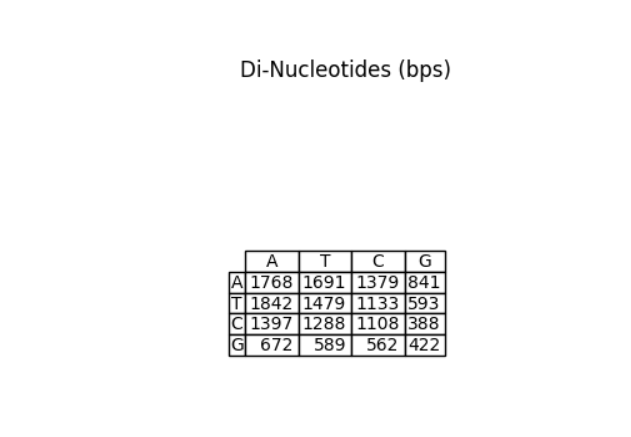 Di-Nucleotides (bps)
A T C G
A 1768 1691 1379 841
T 1842 1479 1133 593
C 1397 1288 1108 388
G 672 589 562 422